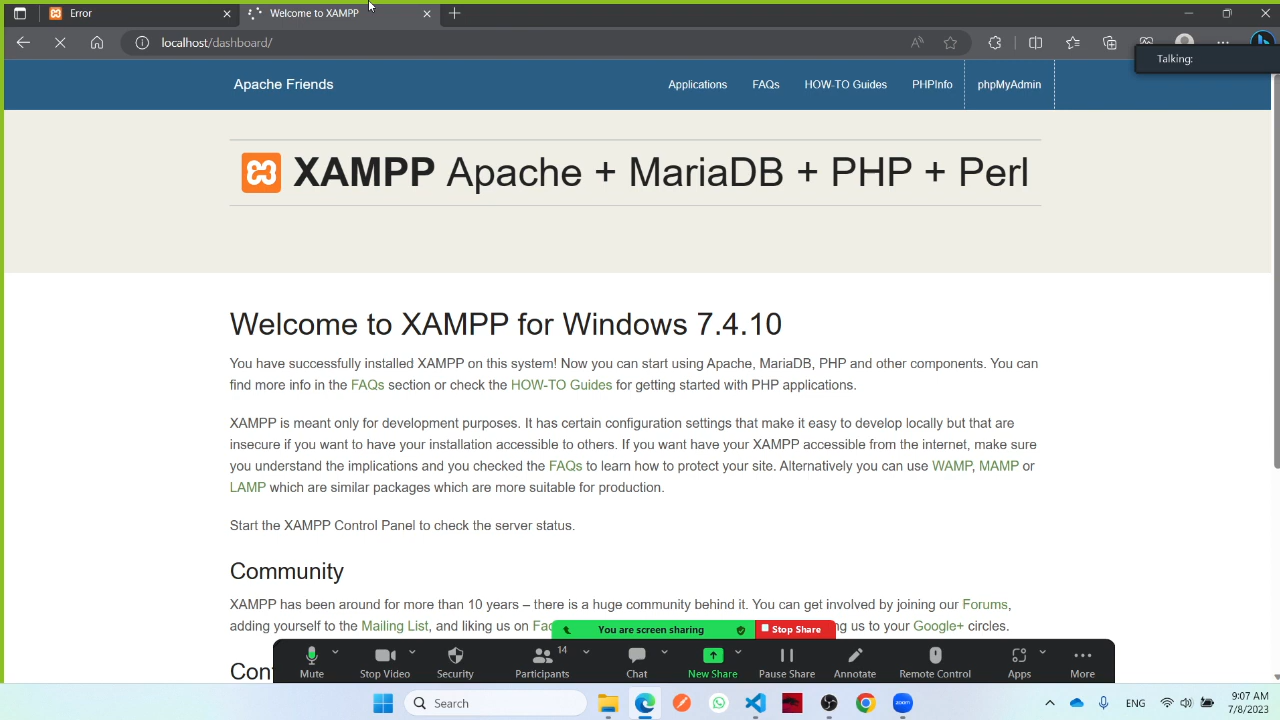 Error
Welcome to XAMPP
localhost/dashboard/
Talking:
Apache Friends
Applications
FAQs
HOW-TO Guides
PHPInfo
phpMyAdmin
XAMPP Apache + MariaDB + PHP + Perl
Welcome to XAMPP for Windows 7.4.10
You have successfully installed XAMPP on this system! Now you can start using Apache, MariaDB, PHP and other components. You can
find more info in the FAQs section or check the HOW-TO Guides for getting started with PHP applications.
XAMPP is meant only for development purposes. It has certain configuration settings that make it easy to develop locally but that are
insecure if you want to have your installation accessible to others. If you want have your XAMPP accessible from the internet, make sure
you understand the implications and you checked the FAQs to learn how to protect your site. Alternatively you can use WAMP, MAMP or
LAMP which are similar packages which are more suitable for production.
Start the XAMPP Control Panel to check the server status.
Community
XAMPP has been around for more than 10 years – there is a huge community behind it. You can get involved by joining our Forums,
adding yourself to the Mailing List, and liking us on ng us to your Google+ circles.
You are screen sharing
Stop Share
14
Mute
Stop Video
Security
Participants
Chat
New Share
Pause Share
Annotate
Remote Control
Apps
More
Search
zoom
ENG
9:07 AM
7/8/2023